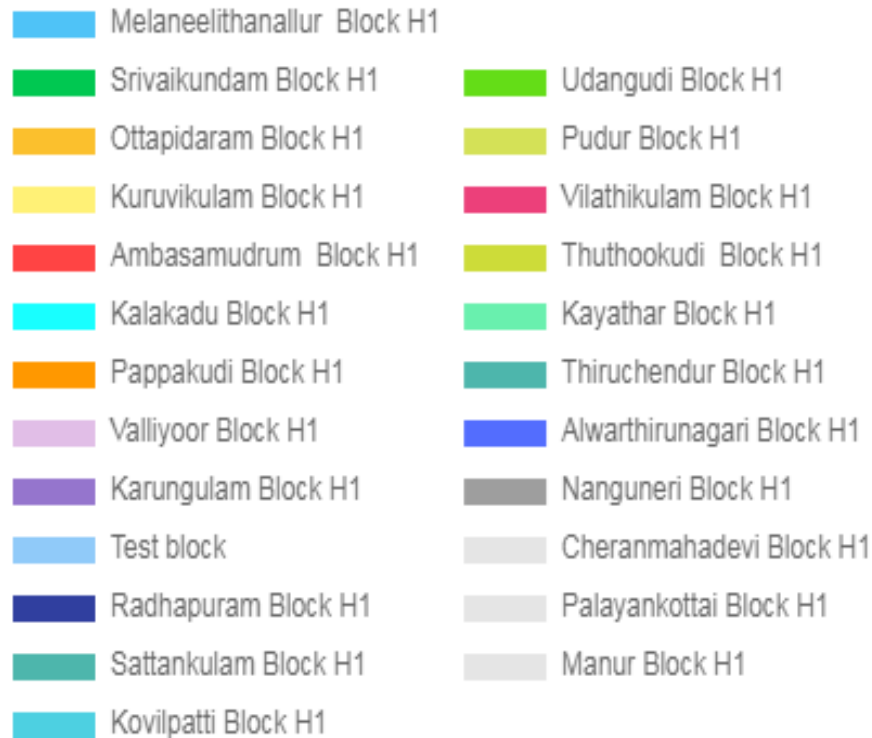 Melaneelithanallur  Block H1
Srivaikundam Block H1
Ottapidaram Block H1
Kuruvikulam Block H1
Ambasamudrum  Block H1
Kalakadu Block H1
Pappakudi Block H1
Valliyoor Block H1
Karungulam Block H1
Test block
Radhapuram Block H1
Sattankulam Block H1
Kovilpatti Block H1
Udangudi Block H1
Pudur Block H1
Vilathikulam Block H1
Thuthookudi  Block H1
Kayathar Block H1
Thiruchendur Block H1
Alwarthirunagari Block H1
Nanguneri Block H1
Cheranmahadevi Block H1
Palayankottai Block H1
Manur Block H1